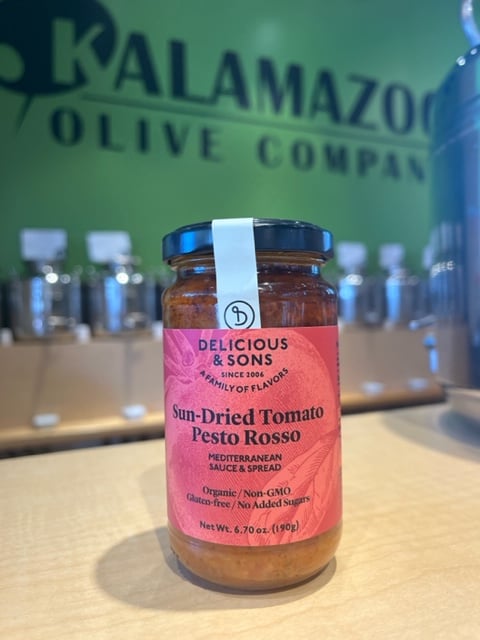 KALAMAZOO
OLIVE COMPAN
DELICIOUS
& SONS
SINCE 2006
A FAMILY OF FLAVORS
Sun-Dried Tomato
Pesto Rosso
MEDITERRANEAN
SAUCE & SPREAD
Organic / Non-GMO
Gluten-free / No Added Sugars
Net Wt. 6.70 oz. (190g)